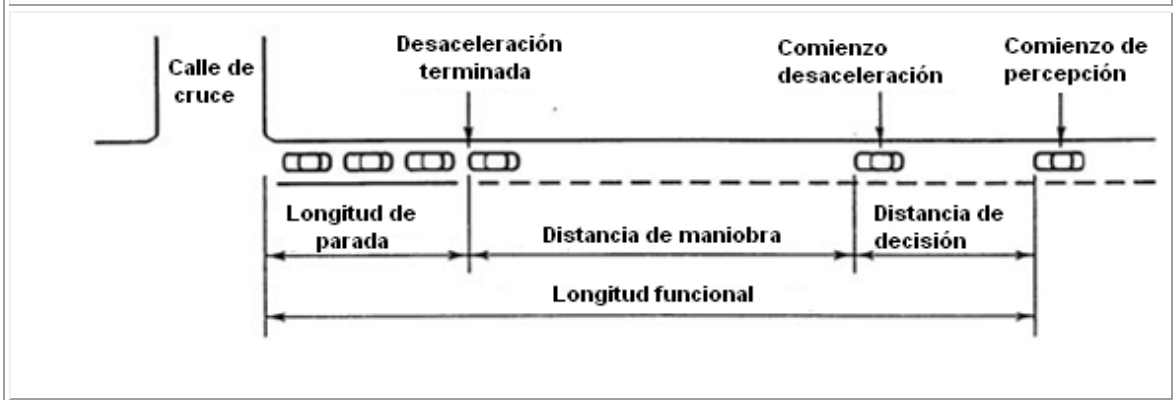 Calle de
cruce
Desaceleración
terminada
Comienzo
desaceleración
Comienzo de
percepción
Longitud de
parada
Distancia de maniobra
Distancia de
decisión
Longitud funcional